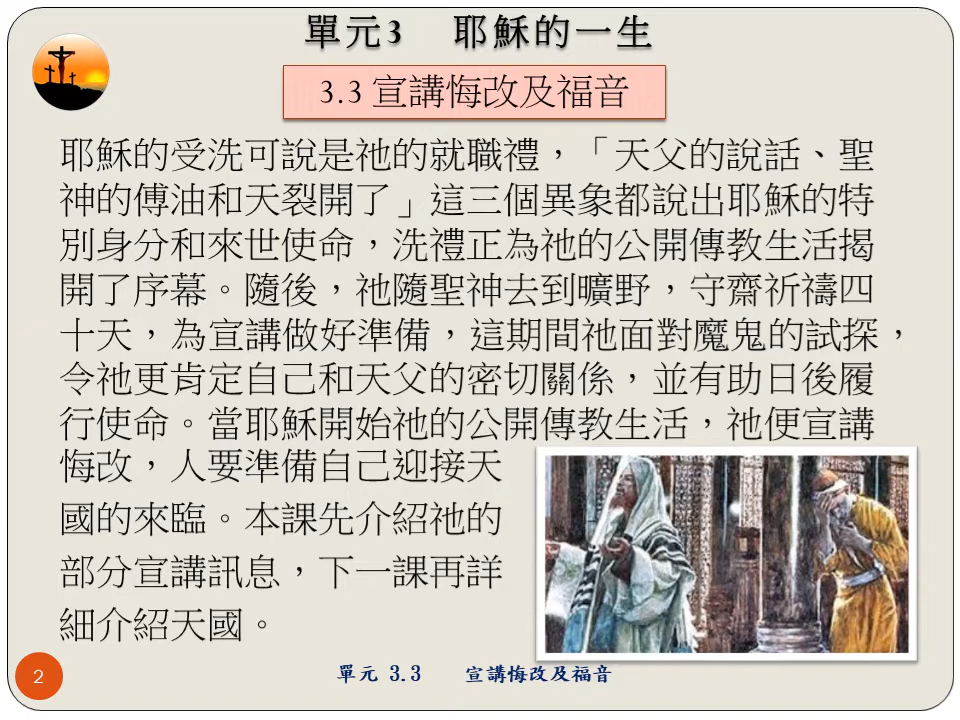 單元3　耶穌的一生
3.3 宣講悔改及福音
耶穌的受洗可說是祂的就職禮，「天父的說話、聖
神的傅油和天裂開了」這三個異象都說出耶穌的特
別身分和來世使命，洗禮正為祂的公開傳教生活揭
開了序幕。隨後，祂隨聖神去到曠野，守齋祈禱四
十天，為宣講做好準備，這期間祂面對魔鬼的試探，
令祂更肯定自己和天父的密切關係，並有助日後履
行使命。當耶穌開始祂的公開傳教生活，祂便宣講
悔改，人要準備自己迎接天
國的來臨。本課先介紹祂的
部分宣講訊息，下一課再詳
細介紹天國。
2
單元 3.3　宣講悔改及福音